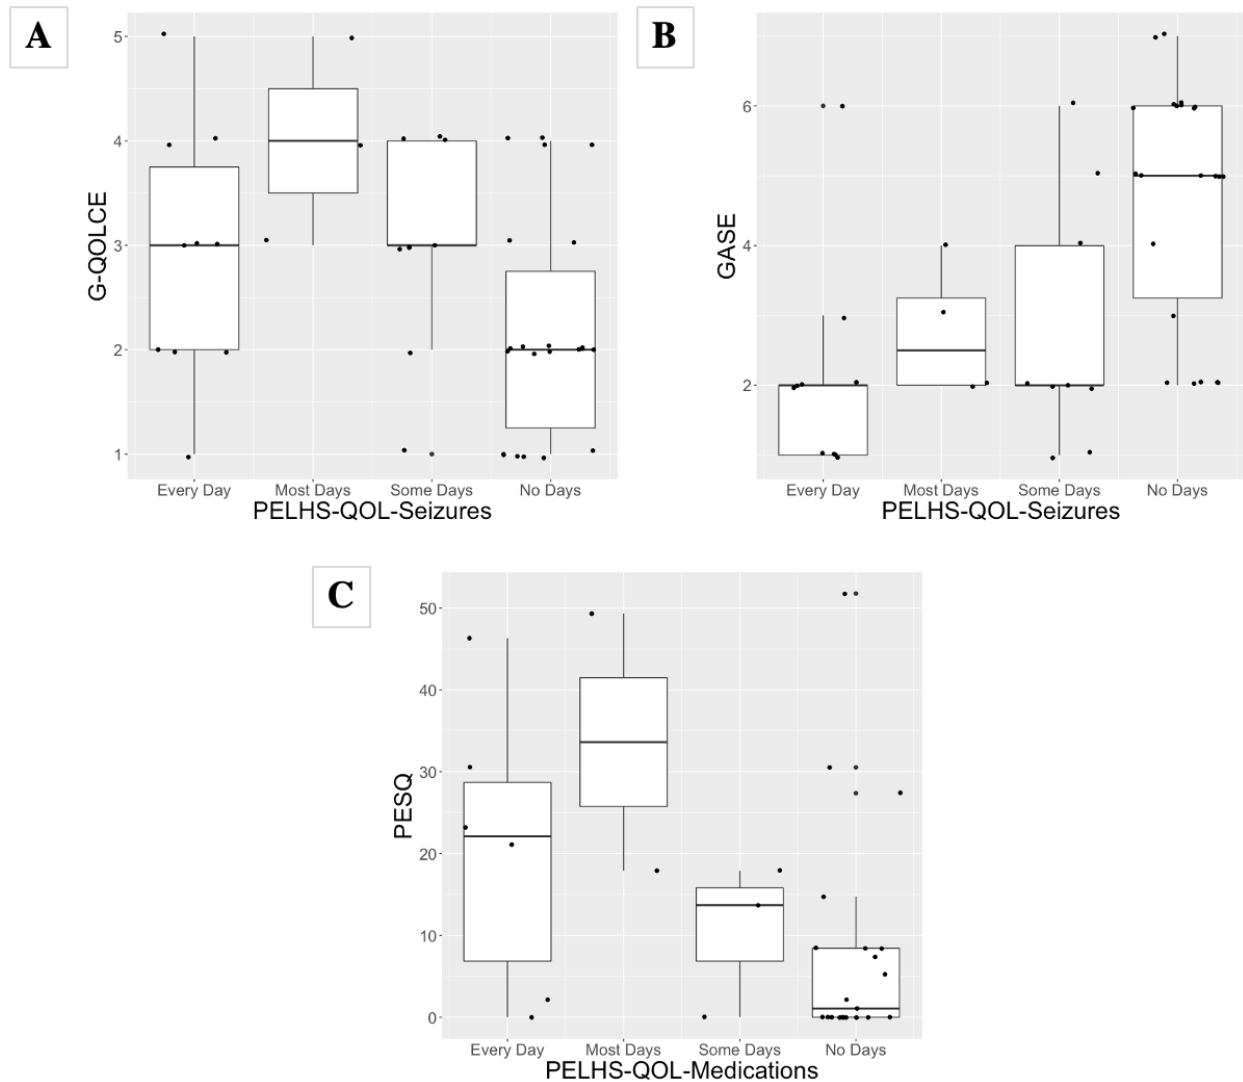 A
G-QOLCE
5
4
3
2
1
Every Day Most Days Some Days No Days
PELHS-QOL-Seizures
B
GASE
6
4
2
Every Day Most Days Some Days No Days
PELHS-QOL-Seizures
C
PESQ
50
40
30
20
10
0
Every Day Most Days Some Days No Days
PELHS-QOL-Medications